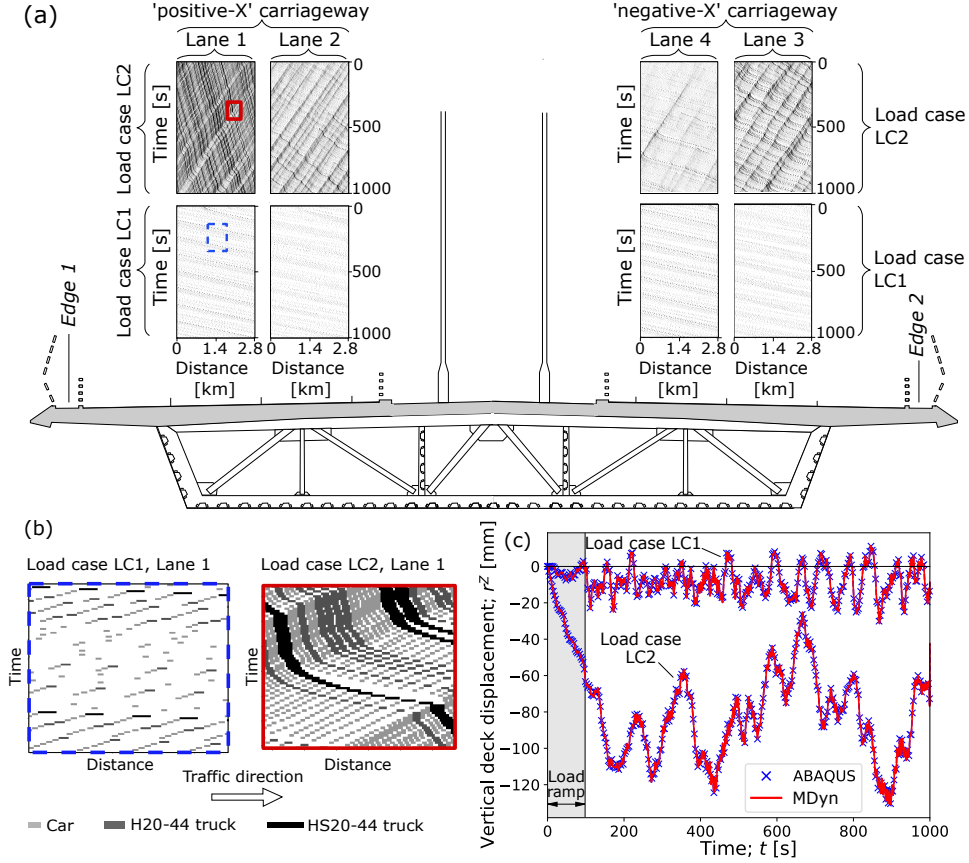 (a)
'positive-X' carriageway
'negative-X' carriageway
Lane 1
Lane 2
Lane 4
Lane 3
Load case LC2
Time [s]
0
500
1000
Time [s]
0
500
1000
Load case
LC2
Load case LC1
Time [s]
0
500
1000
Time [s]
0
500
1000
Load case
LC1
Edge 1
Edge 2
0 1.4 2.8
0 1.4 2.8
0 1.4 2.8
0 1.4 2.8
Distance
[km]
Distance
[km]
Distance
[km]
Distance
[km]
(b)
Load case LC1, Lane 1
Load case LC2, Lane 1
Time
Time
Distance
Distance
Traffic direction
Car
H20-44 truck
HS20-44 truck
(c)
Vertical deck displacement; r^Z [mm]
0
−20
−40
−60
−80
−100
−120
Load case LC1
Load case
LC2
Load
ramp
ABAQUS
MDyn
0 200 400 600 800 1000
Time; t [s]